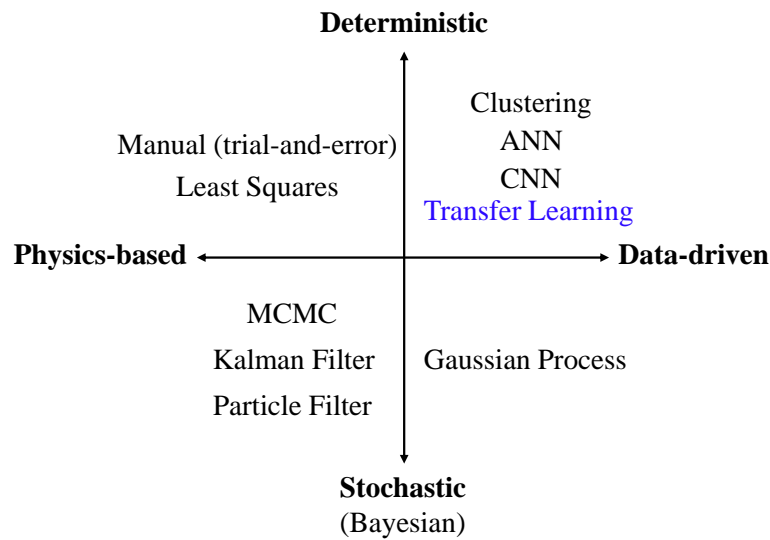 Deterministic
Clustering
Manual (trial-and-error)
ANN
Least Squares
CNN
Transfer Learning
Physics-based
Data-driven
MCMC
Kalman Filter
Gaussian Process
Particle Filter
Stochastic
(Bayesian)